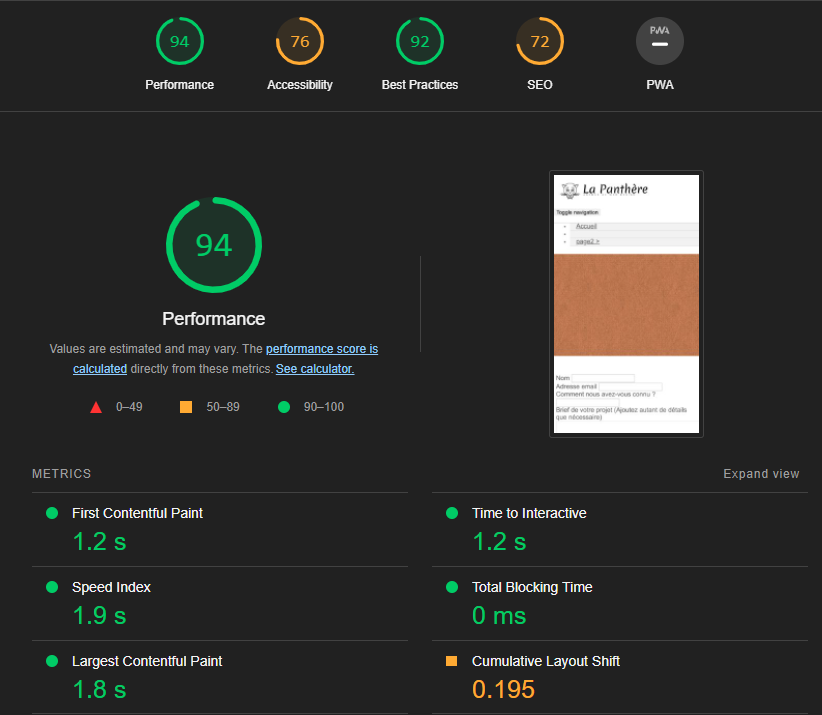 94 76 92 72 PWA
Performance Accessibility Best Practices SEO PWA
94
Performance
Values are estimated and may vary. The performance score is
calculated directly from these metrics. See calculator.
0–49 50–89 90–100
La Panthère
Toggle navigation
Accueil
page2 >
Nom
Adresse email
Comment nous avez-vous connu ?
Brief de votre projet (Ajoutez autant de détails
que nécessaire)
METRICS
Expand view
First Contentful Paint
1.2 s
Time to Interactive
1.2 s
Speed Index
1.9 s
Total Blocking Time
0 ms
Largest Contentful Paint
1.8 s
Cumulative Layout Shift
0.195